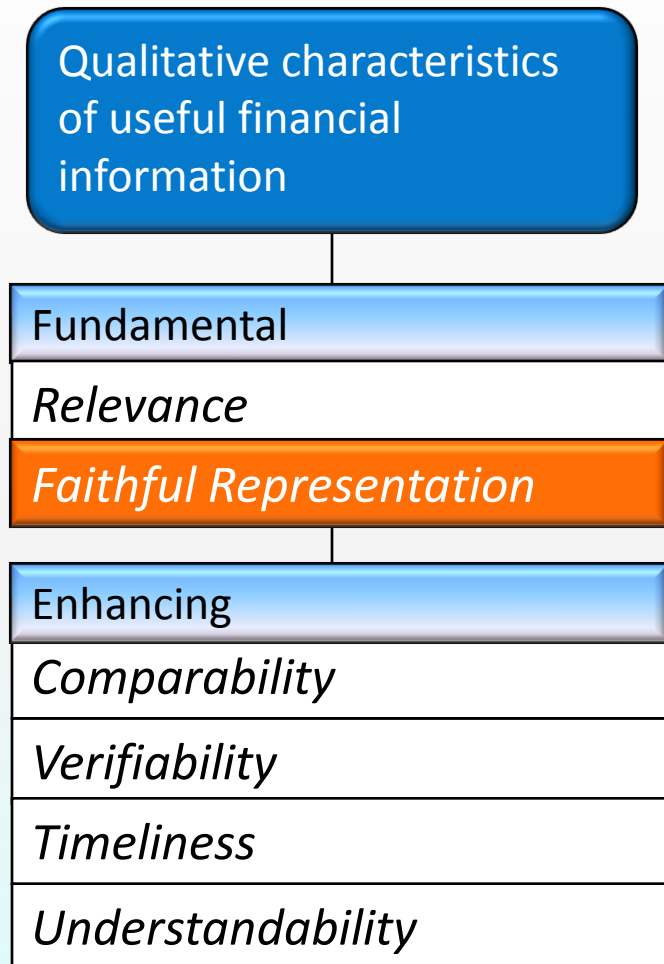 Qualitative characteristics
of useful financial
information
Fundamental
Relevance
Faithful Representation
Enhancing
Comparability
Verifiability
Timeliness
Understandability